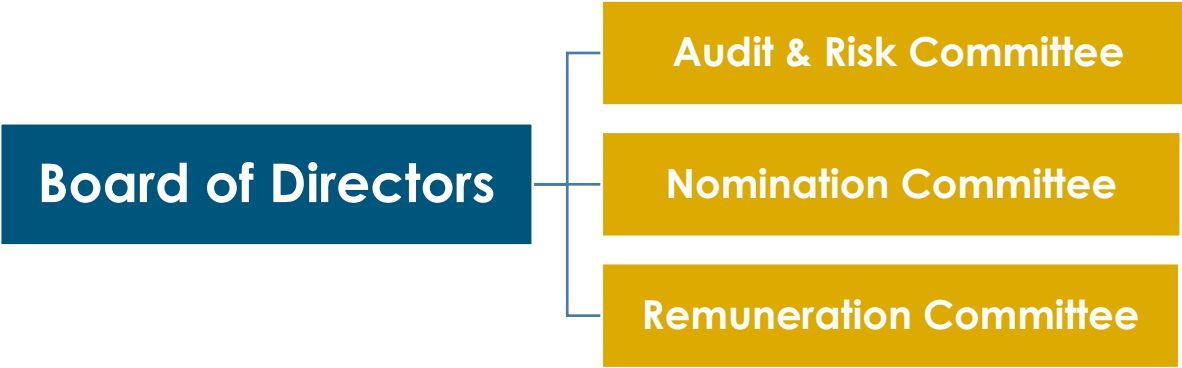 Board of Directors
Audit & Risk Committee
Nomination Committee
Remuneration Committee